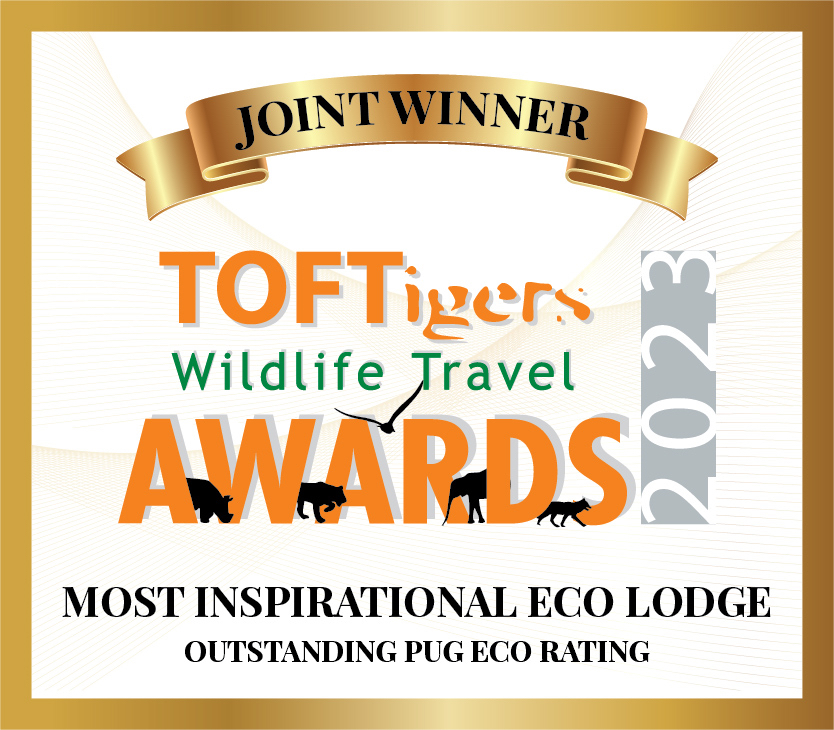 JOINT WINNER
TOFTigers
Wildlife Travel
AWARDS
2023
MOST INSPIRATIONAL ECO LODGE
OUTSTANDING PUG ECO RATING